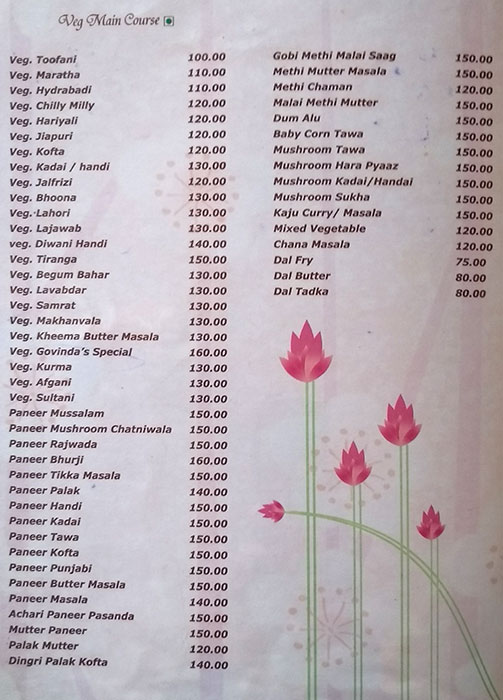 Veg Main Course
Veg. Toofani 100.00
Veg. Maratha 110.00
Veg. Hydrabadi 110.00
Veg. Chilly Milly 120.00
Veg. Hariyali 120.00
Veg. Jiapuri 120.00
Veg. Kofta 120.00
Veg. Kadai / handi 130.00
Veg. Jalfrizi 120.00
Veg. Bhoona 130.00
Veg. Lahori 130.00
Veg. Lajawab 130.00
veg. Diwani Handi 140.00
Veg. Tiranga 150.00
Veg. Begum Bahar 130.00
Veg. Lavabdar 130.00
Veg. Samrat 130.00
Veg. Makhanvala 130.00
Veg. Kheema Butter Masala 130.00
Veg. Govinda's Special 160.00
Veg. Kurma 130.00
Veg. Afgani 130.00
Veg. Sultani 130.00
Paneer Mussalam 150.00
Paneer Mushroom Chatniwala 150.00
Paneer Rajwada 150.00
Paneer Bhurji 160.00
Paneer Tikka Masala 150.00
Paneer Palak 140.00
Paneer Handi 150.00
Paneer Kadai 150.00
Paneer Tawa 150.00
Paneer Kofta 150.00
Paneer Punjabi 150.00
Paneer Butter Masala 150.00
Paneer Masala 140.00
Achari Paneer Pasanda 150.00
Mutter Paneer 150.00
Palak Mutter 120.00
Dingri Palak Kofta 140.00
Gobi Methi Malai Saag 150.00
Methi Mutter Masala 150.00
Methi Chaman 120.00
Malai Methi Mutter 150.00
Dum Alu 150.00
Baby Corn Tawa 150.00
Mushroom Tawa 150.00
Mushroom Hara Pyaaz 150.00
Mushroom Kadai/Handai 150.00
Mushroom Sukha 150.00
Kaju Curry/ Masala 150.00
Mixed Vegetable 120.00
Chana Masala 120.00
Dal Fry 75.00
Dal Butter 80.00
Dal Tadka 80.00